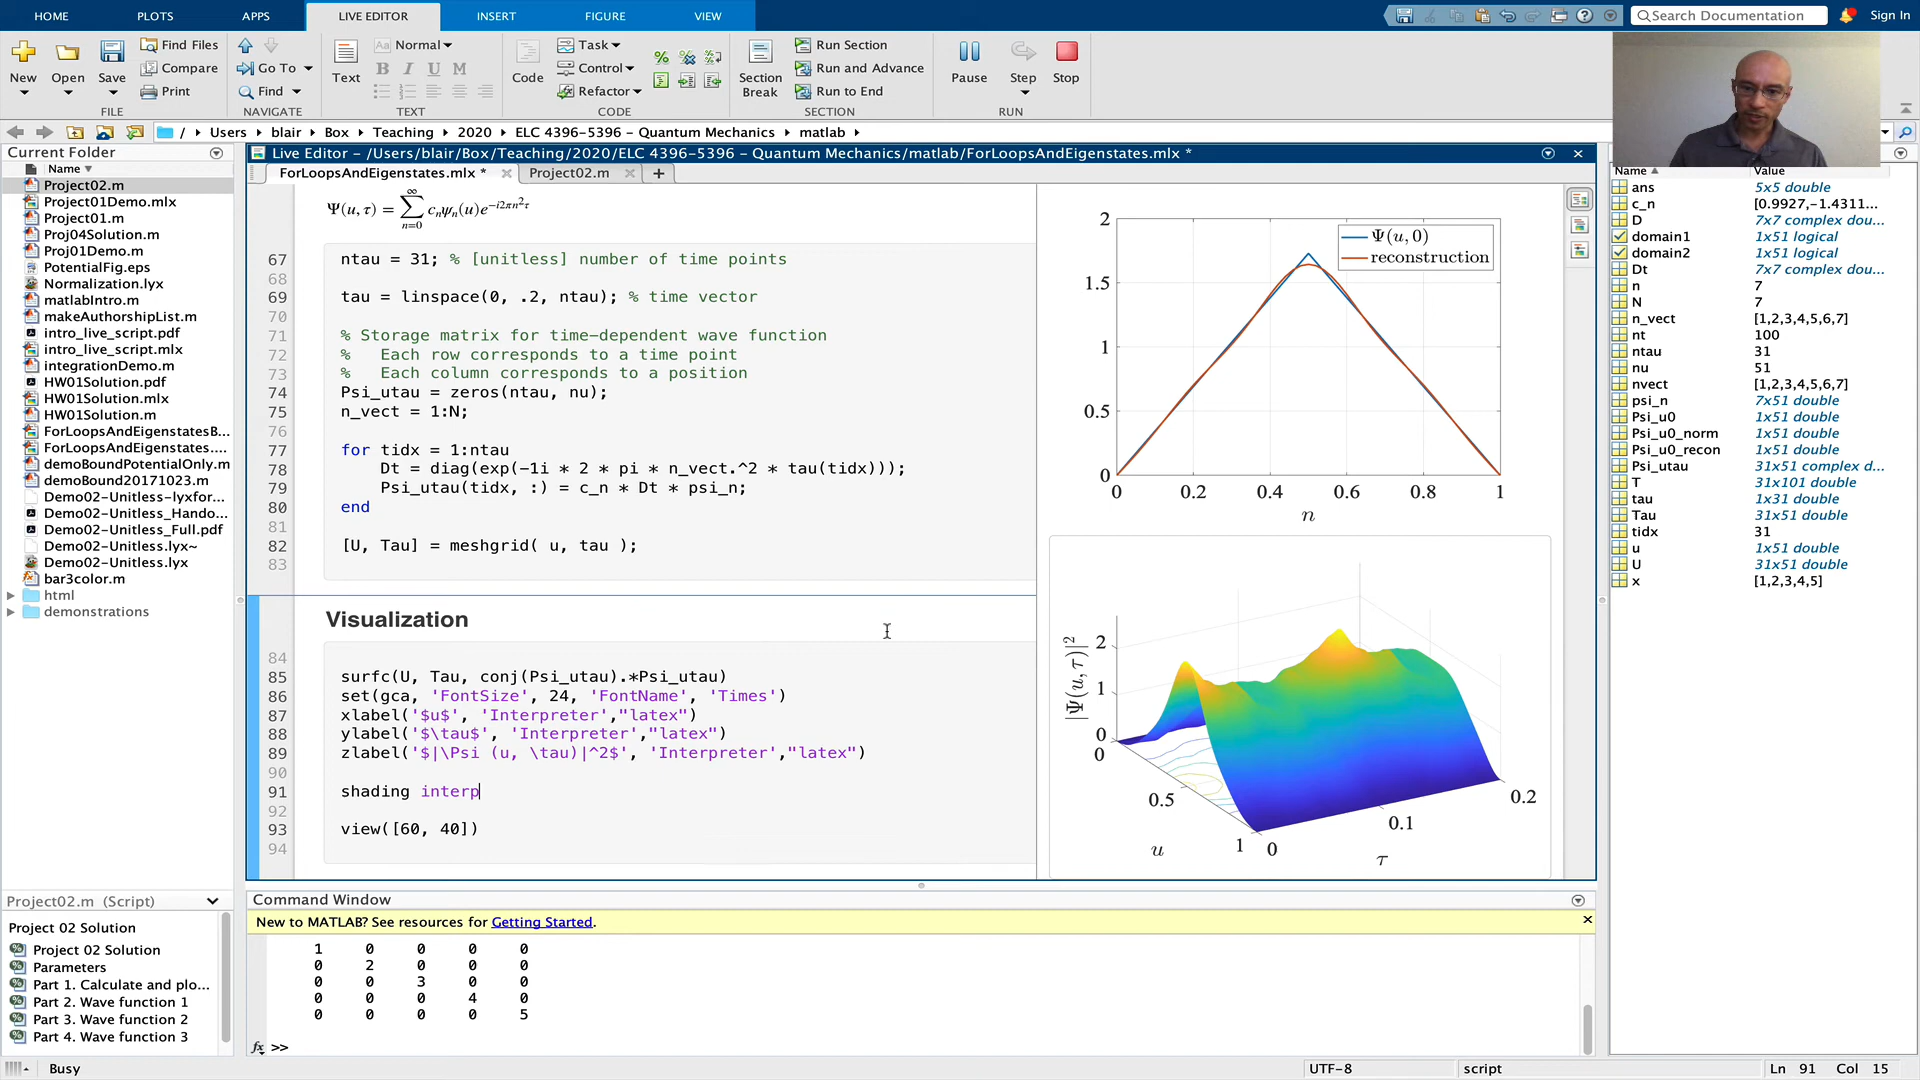 HOME PLOTS APPS LIVE EDITOR INSERT FIGURE VIEW
Search Documentation Sign In
New Open Save
Find Files
Compare
Print
Go To
Find
Text
Aa Normal
B I U M
Code
Task
Control
Refactor
Section
Break
Run Section
Run and Advance
Run to End
Pause Step Stop
FILE NAVIGATE TEXT CODE SECTION RUN
/ Users blair Box Teaching 2020 ELC 4396-5396 – Quantum Mechanics matlab
Current Folder
Name
Project02.m
Project01Demo.mlx
Project01.m
Proj04Solution.m
Proj01Demo.m
PotentialFig.eps
Normalization.lyx
matlabIntro.m
makeAuthorshipList.m
intro_live_script.pdf
intro_live_script.mlx
integrationDemo.m
HW01Solution.pdf
HW01Solution.mlx
HW01Solution.m
ForLoopsAndEigenstatesB...
ForLoopsAndEigenstates....
demoBoundPotentialOnly.m
demoBound20171023.m
Demo02-Unitless-lyxfor...
Demo02-Unitless_Hando...
Demo02-Unitless_Full.pdf
Demo02-Unitless.lyx~
Demo02-Unitless.lyx
bar3color.m
html
demonstrations
Project02.m (Script)
Project 02 Solution
Project 02 Solution
Parameters
Part 1. Calculate and plo...
Part 2. Wave function 1
Part 3. Wave function 2
Part 4. Wave function 3
Live Editor – /Users/blair/Box/Teaching/2020/ELC 4396-5396 – Quantum Mechanics/matlab/ForLoopsAndEigenstates.mlx *
ForLoopsAndEigenstates.mlx * Project02.m +
Ψ(u,τ) = ∑_{n=0}^{∞} c_n ψ_n(u) e^{−i2πn²τ}
67 ntau = 31; % [unitless] number of time points
68
69 tau = linspace(0, .2, ntau); % time vector
70
71 % Storage matrix for time-dependent wave function
72 %   Each row corresponds to a time point
73 %   Each column corresponds to a position
74 Psi_utau = zeros(ntau, nu);
75 n_vect = 1:N;
76
77 for tidx = 1:ntau
78     Dt = diag(exp(-1i * 2 * pi * n_vect.^2 * tau(tidx)));
79     Psi_utau(tidx, :) = c_n * Dt * psi_n;
80 end
81
82 [U, Tau] = meshgrid( u, tau );
83
Visualization
84
85 surfc(U, Tau, conj(Psi_utau).*Psi_utau)
86 set(gca, 'FontSize', 24, 'FontName', 'Times')
87 xlabel('$u$', 'Interpreter',"latex")
88 ylabel('$\tau$', 'Interpreter',"latex")
89 zlabel('$|\Psi (u, \tau)|^2$', 'Interpreter',"latex")
90
91 shading interp
92
93 view([60, 40])
94
2
1.5
1
0.5
0
0 0.2 0.4 0.6 0.8 1
n
Ψ(u, 0)
reconstruction
|Ψ(u, τ)|²
2
1
0
0
0.5
1
u
0
0.1
0.2
τ
Name Value
ans 5x5 double
c_n [0.9927,-1.4311...
D 7x7 complex dou...
domain1 1x51 logical
domain2 1x51 logical
Dt 7x7 complex dou...
n 7
N 7
n_vect [1,2,3,4,5,6,7]
nt 100
ntau 31
nu 51
nvect [1,2,3,4,5,6,7]
psi_n 7x51 double
Psi_u0 1x51 double
Psi_u0_norm 1x51 double
Psi_u0_recon 1x51 double
Psi_utau 31x51 complex d...
T 31x101 double
tau 1x31 double
Tau 31x51 double
tidx 31
u 1x51 double
U 31x51 double
x [1,2,3,4,5]
Command Window
New to MATLAB? See resources for Getting Started.
1 0 0 0 0
0 2 0 0 0
0 0 3 0 0
0 0 0 4 0
0 0 0 0 5
fx >>
Busy
UTF-8 script Ln 91 Col 15